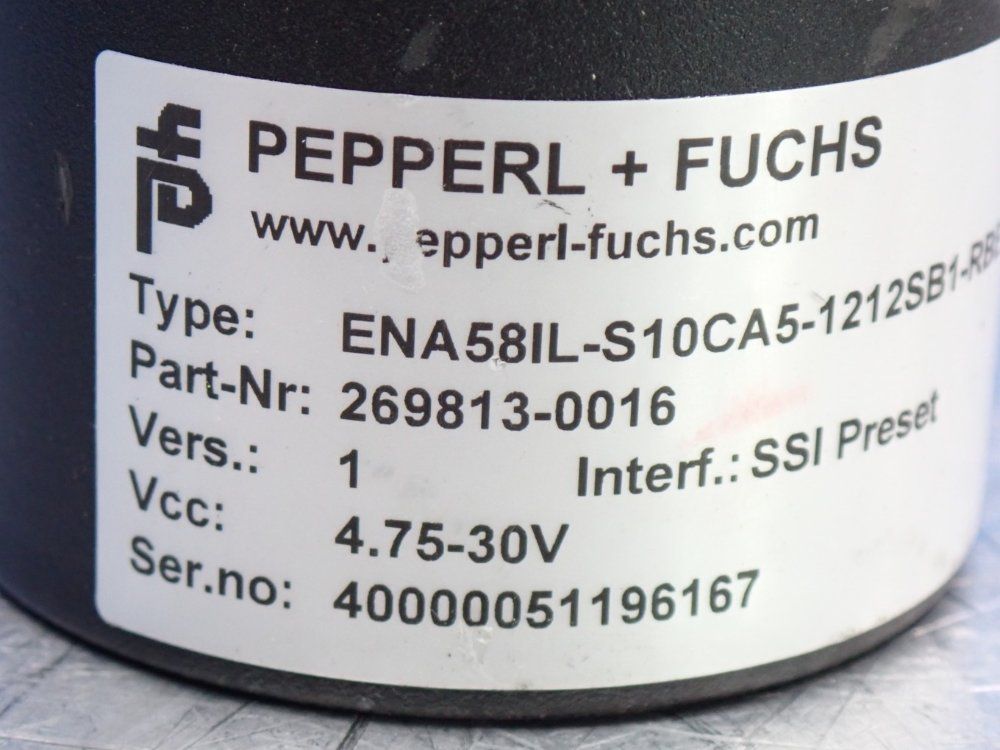 PEPPERL + FUCHS
www. epperl-fuchs.com
Type: ENA58IL-S10CA5-1212SB1-RB
Part-Nr: 269813-0016
Vers.: 1 Interf.: SSI Preset
Vcc: 4.75-30V
Ser.no: 40000051196167